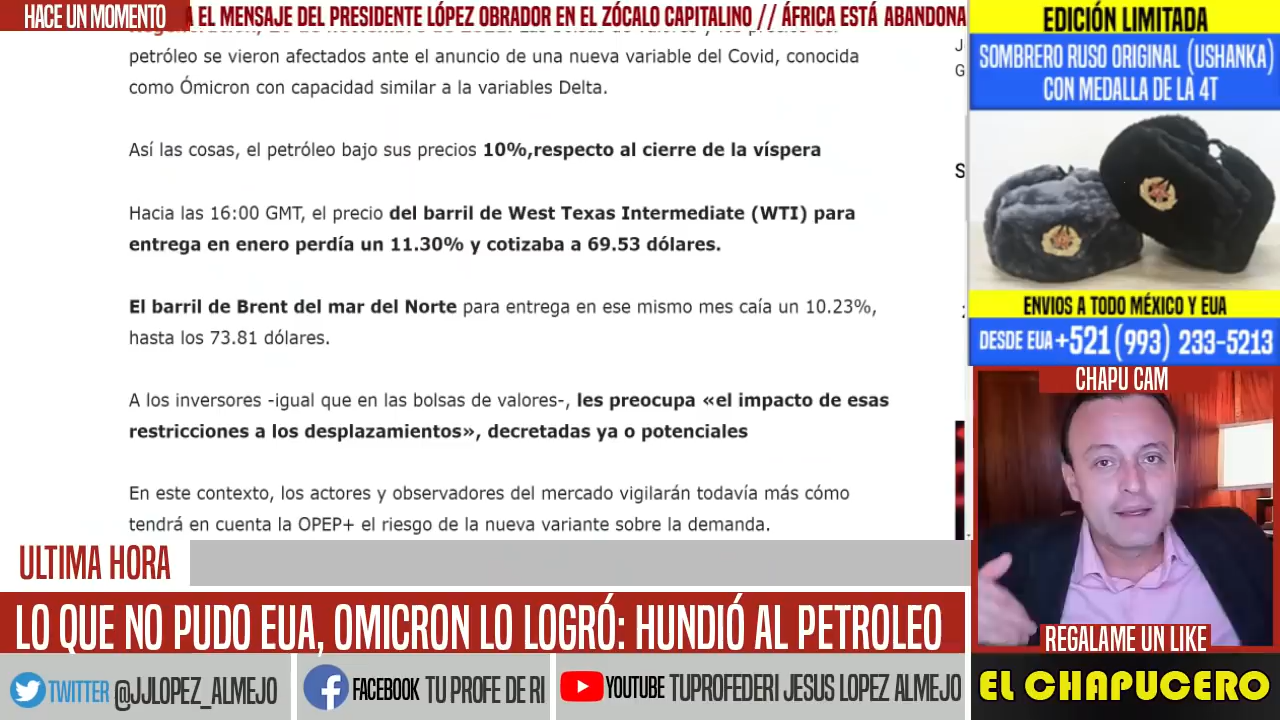 HACE UN MOMENTO
A EL MENSAJE DEL PRESIDENTE LÓPEZ OBRADOR EN EL ZÓCALO CAPITALINO // ÁFRICA ESTÁ ABANDONA
petróleo se vieron afectados ante el anuncio de una nueva variable del Covid, conocida
como Ómicron con capacidad similar a la variables Delta.
Así las cosas, el petróleo bajo sus precios 10%,respecto al cierre de la víspera
Hacia las 16:00 GMT, el precio del barril de West Texas Intermediate (WTI) para
entrega en enero perdía un 11.30% y cotizaba a 69.53 dólares.
El barril de Brent del mar del Norte para entrega en ese mismo mes caía un 10.23%,
hasta los 73.81 dólares.
A los inversores -igual que en las bolsas de valores-, les preocupa «el impacto de esas
restricciones a los desplazamientos», decretadas ya o potenciales
En este contexto, los actores y observadores del mercado vigilarán todavía más cómo
tendrá en cuenta la OPEP+ el riesgo de la nueva variante sobre la demanda.
EDICIÓN LIMITADA
SOMBRERO RUSO ORIGINAL (USHANKA)
CON MEDALLA DE LA 4T
ENVIOS A TODO MÉXICO Y EUA
DESDE EUA +521 (993) 233-5213
CHAPU CAM
REGALAME UN LIKE
EL CHAPUCERO
ULTIMA HORA
LO QUE NO PUDO EUA, OMICRON LO LOGRÓ: HUNDIÓ AL PETROLEO
TWITTER @JJLOPEZ_ALMEJO
FACEBOOK TU PROFE DE RI
YOUTUBE TUPROFEDERI JESUS LOPEZ ALMEJO